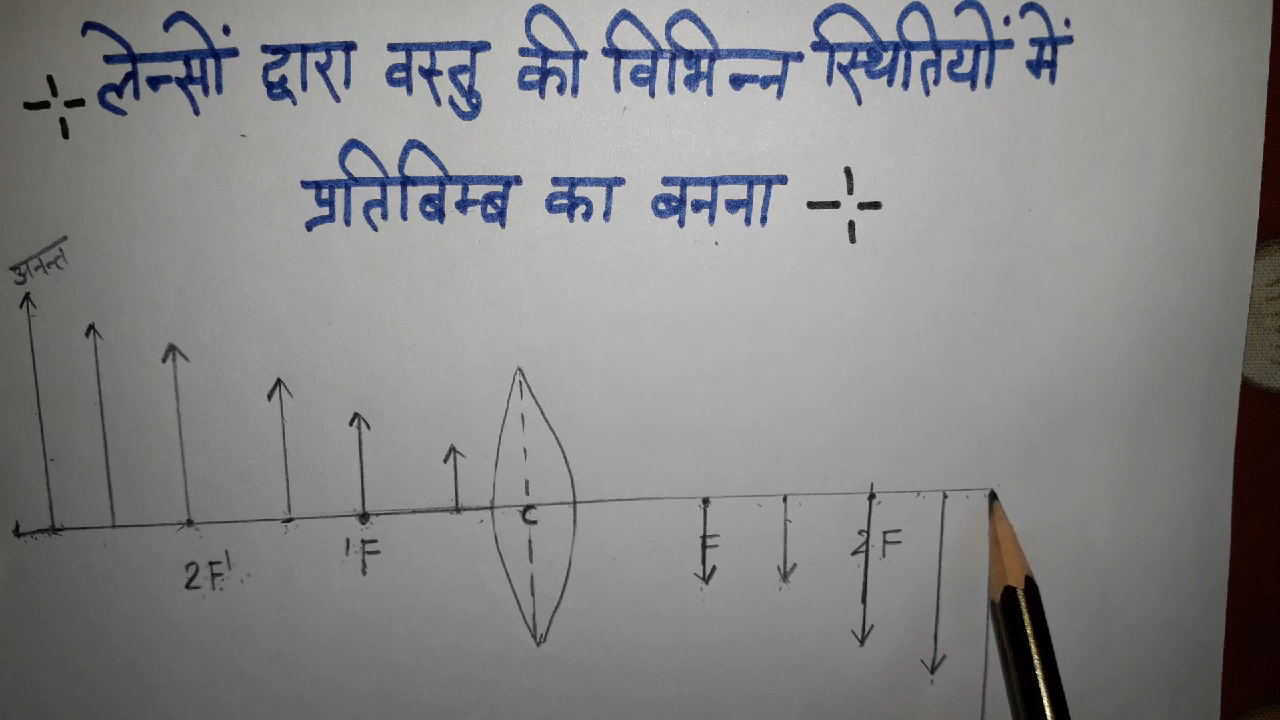 लेन्सों द्वारा वस्तु की विभिन्न स्थितियों में
प्रतिबिम्ब का बनना
अनन्त
2F' 'F C F 2F